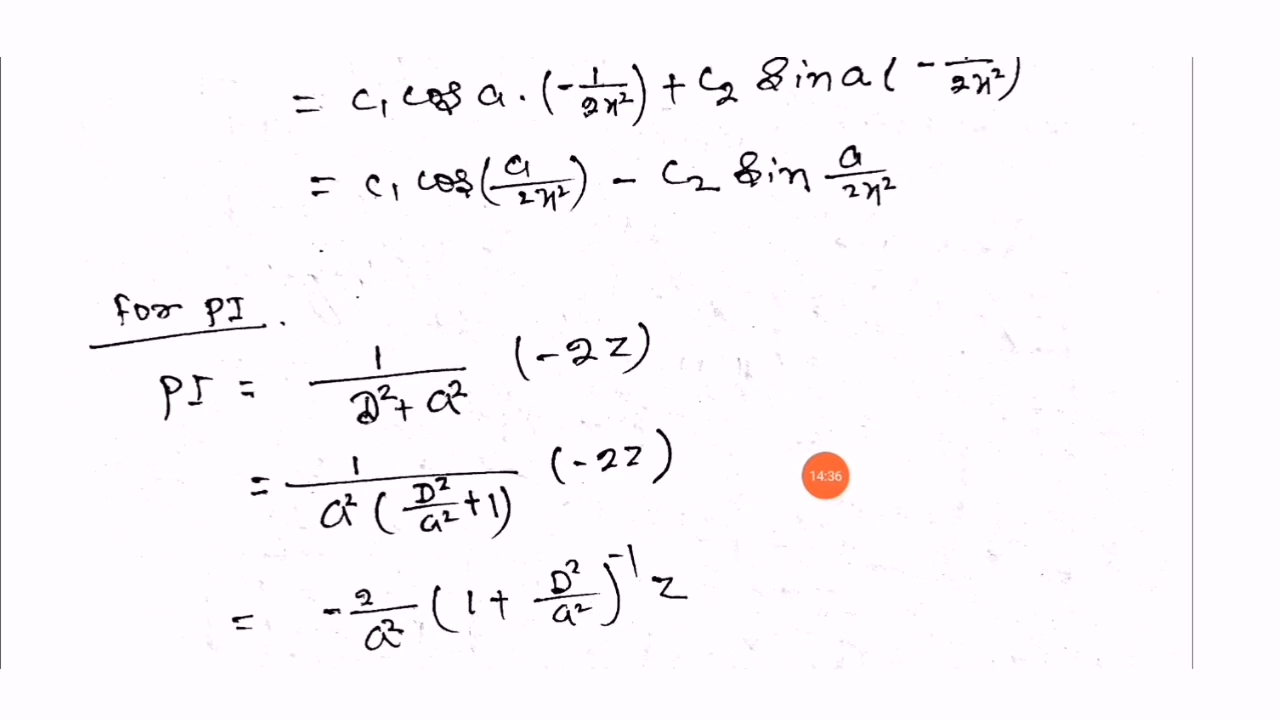 = c₁ cos a . (-1/2x²) + c₂ sin a (-1/2x²)
= c₁ cos(a/2x²) - c₂ sin a/2x²
for PI .
PI = 1/(D² + a²) (-2z)
= 1/(a² (D²/a² + 1)) (-2z)
14:36
= -2/a² (1 + D²/a²)⁻¹ z